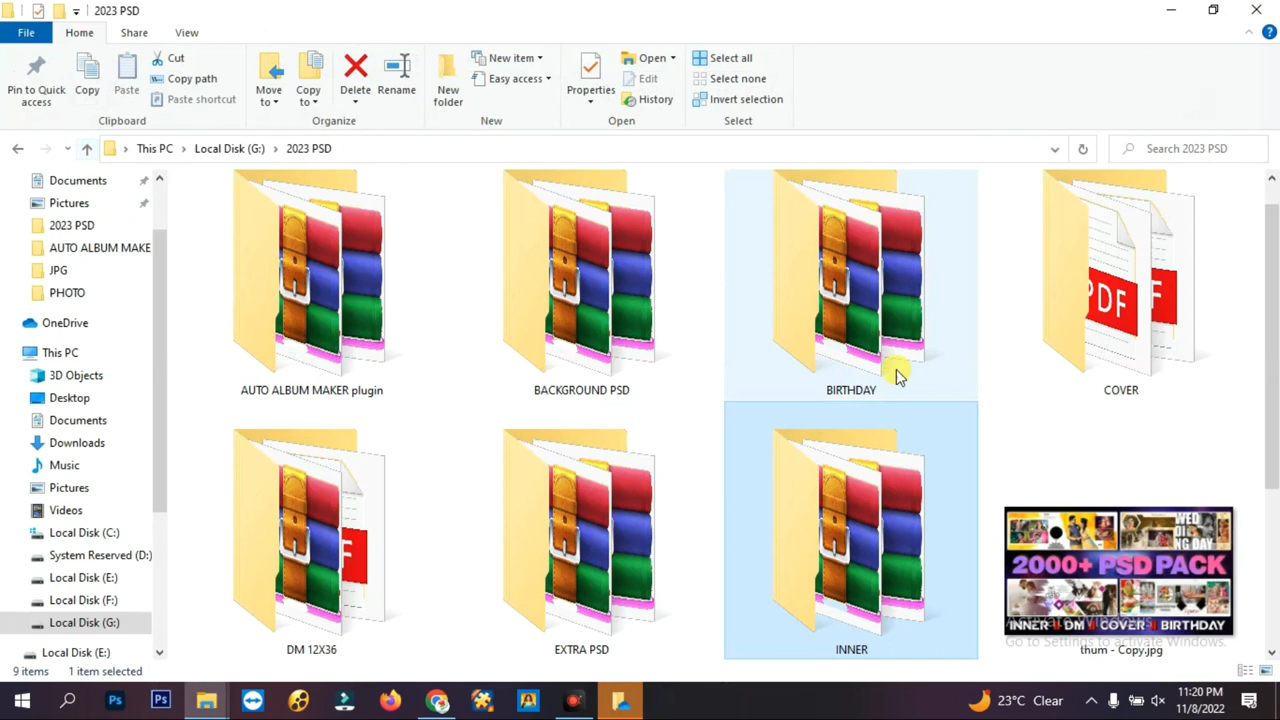 2023 PSD
File Home Share View
Pin to Quick access
Copy
Paste
Cut
Copy path
Paste shortcut
Clipboard
Move to
Copy to
Delete
Rename
Organize
New folder
New item
Easy access
New
Properties
Open
Edit
History
Open
Select all
Select none
Invert selection
Select
This PC > Local Disk (G:) > 2023 PSD
Search 2023 PSD
Documents
Pictures
2023 PSD
AUTO ALBUM MAKE
JPG
PHOTO
OneDrive
This PC
3D Objects
Desktop
Documents
Downloads
Music
Pictures
Videos
Local Disk (C:)
System Reserved (D:)
Local Disk (E:)
Local Disk (F:)
Local Disk (G:)
Local Disk (E:)
AUTO ALBUM MAKER plugin
BACKGROUND PSD
BIRTHDAY
PDF
F
COVER
F
DM 12X36
EXTRA PSD
INNER
WED
DI
NG DAY
2000+ PSD PACK
INNER DM COVER BIRTHDAY
thum - Copy.jpg
Activate Windows
Go to Settings to activate Windows.
9 items 1 item selected
Ps
Ps
23°C Clear
11:20 PM
11/8/2022